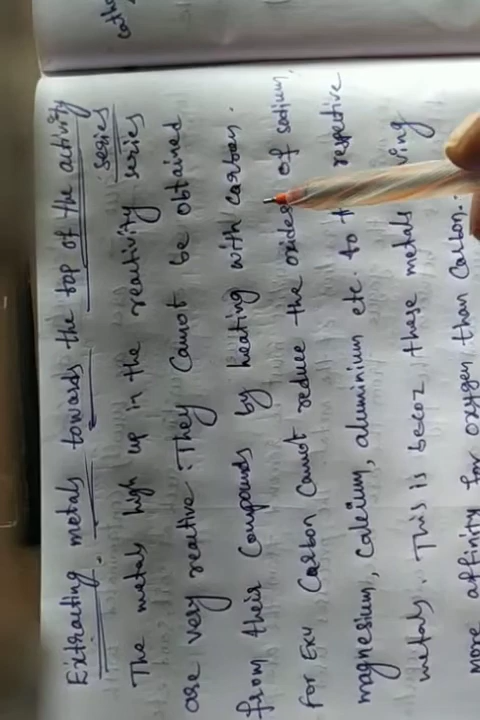 catho
Extracting metals towards the top of the activity
series
The metals high up in the reactivity series
are very reactive. They Cannot be obtained
from their Compounds by heating with carbon.
for Ex:- Carbon Cannot reduce the oxides of sodium,
magnesium, Calcium, aluminium etc. to t respective
metals. This is becoz these metals ving
more affinity for oxygen than Carbon.